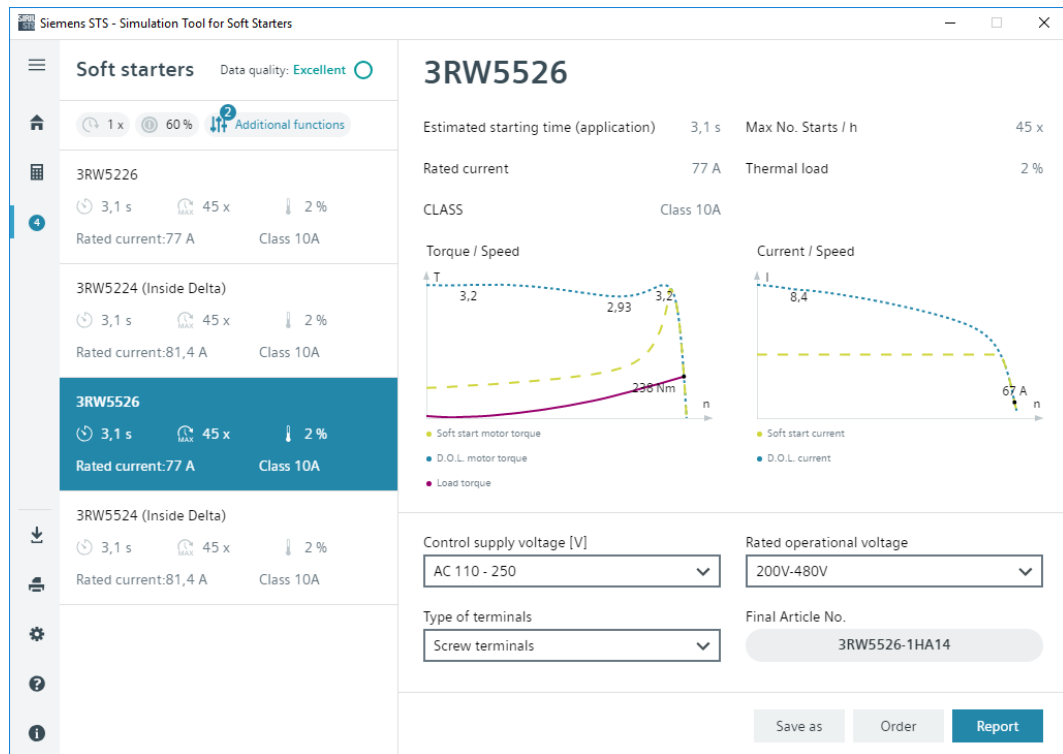 Siemens STS - Simulation Tool for Soft Starters
Soft starters
Data quality: Excellent
1 x
60 %
2
Additional functions
4
3RW5226
3,1 s
MAX
45 x
2 %
Rated current:77 A
Class 10A
3RW5224 (Inside Delta)
3,1 s
MAX
45 x
2 %
Rated current:81,4 A
Class 10A
3RW5526
3,1 s
MAX
45 x
2 %
Rated current:77 A
Class 10A
3RW5524 (Inside Delta)
3,1 s
MAX
45 x
2 %
Rated current:81,4 A
Class 10A
3RW5526
Estimated starting time (application)
3,1 s
Max No. Starts / h
45 x
Rated current
77 A
Thermal load
2 %
CLASS
Class 10A
Torque / Speed
T
3,2
2,93
3,2
238 Nm
n
Soft start motor torque
D.O.L. motor torque
Load torque
Current / Speed
I
8,4
67 A
n
Soft start current
D.O.L. current
Control supply voltage [V]
AC 110 - 250
Rated operational voltage
200V-480V
Type of terminals
Screw terminals
Final Article No.
3RW5526-1HA14
Save as
Order
Report